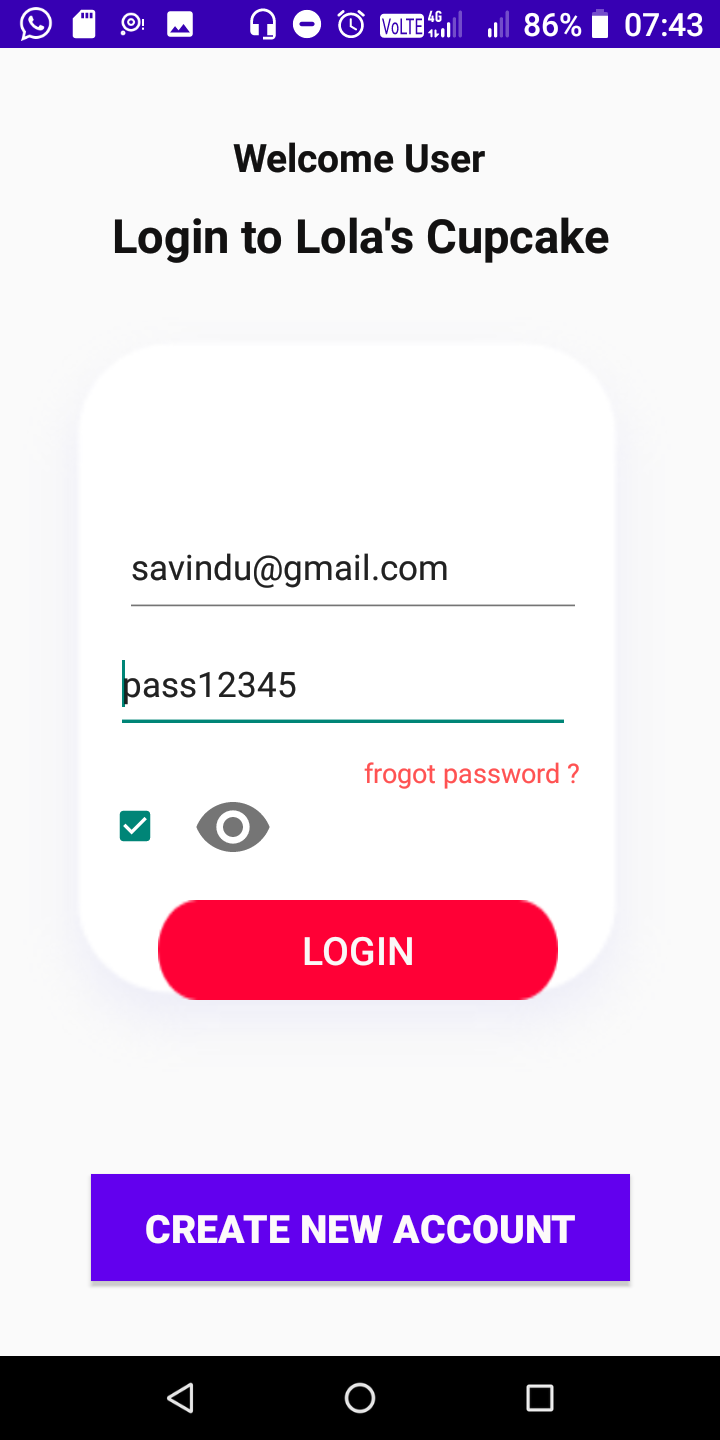 VoLTE 4G 86% 07:43
Welcome User
Login to Lola's Cupcake
savindu@gmail.com
pass12345
frogot password ?
LOGIN
CREATE NEW ACCOUNT